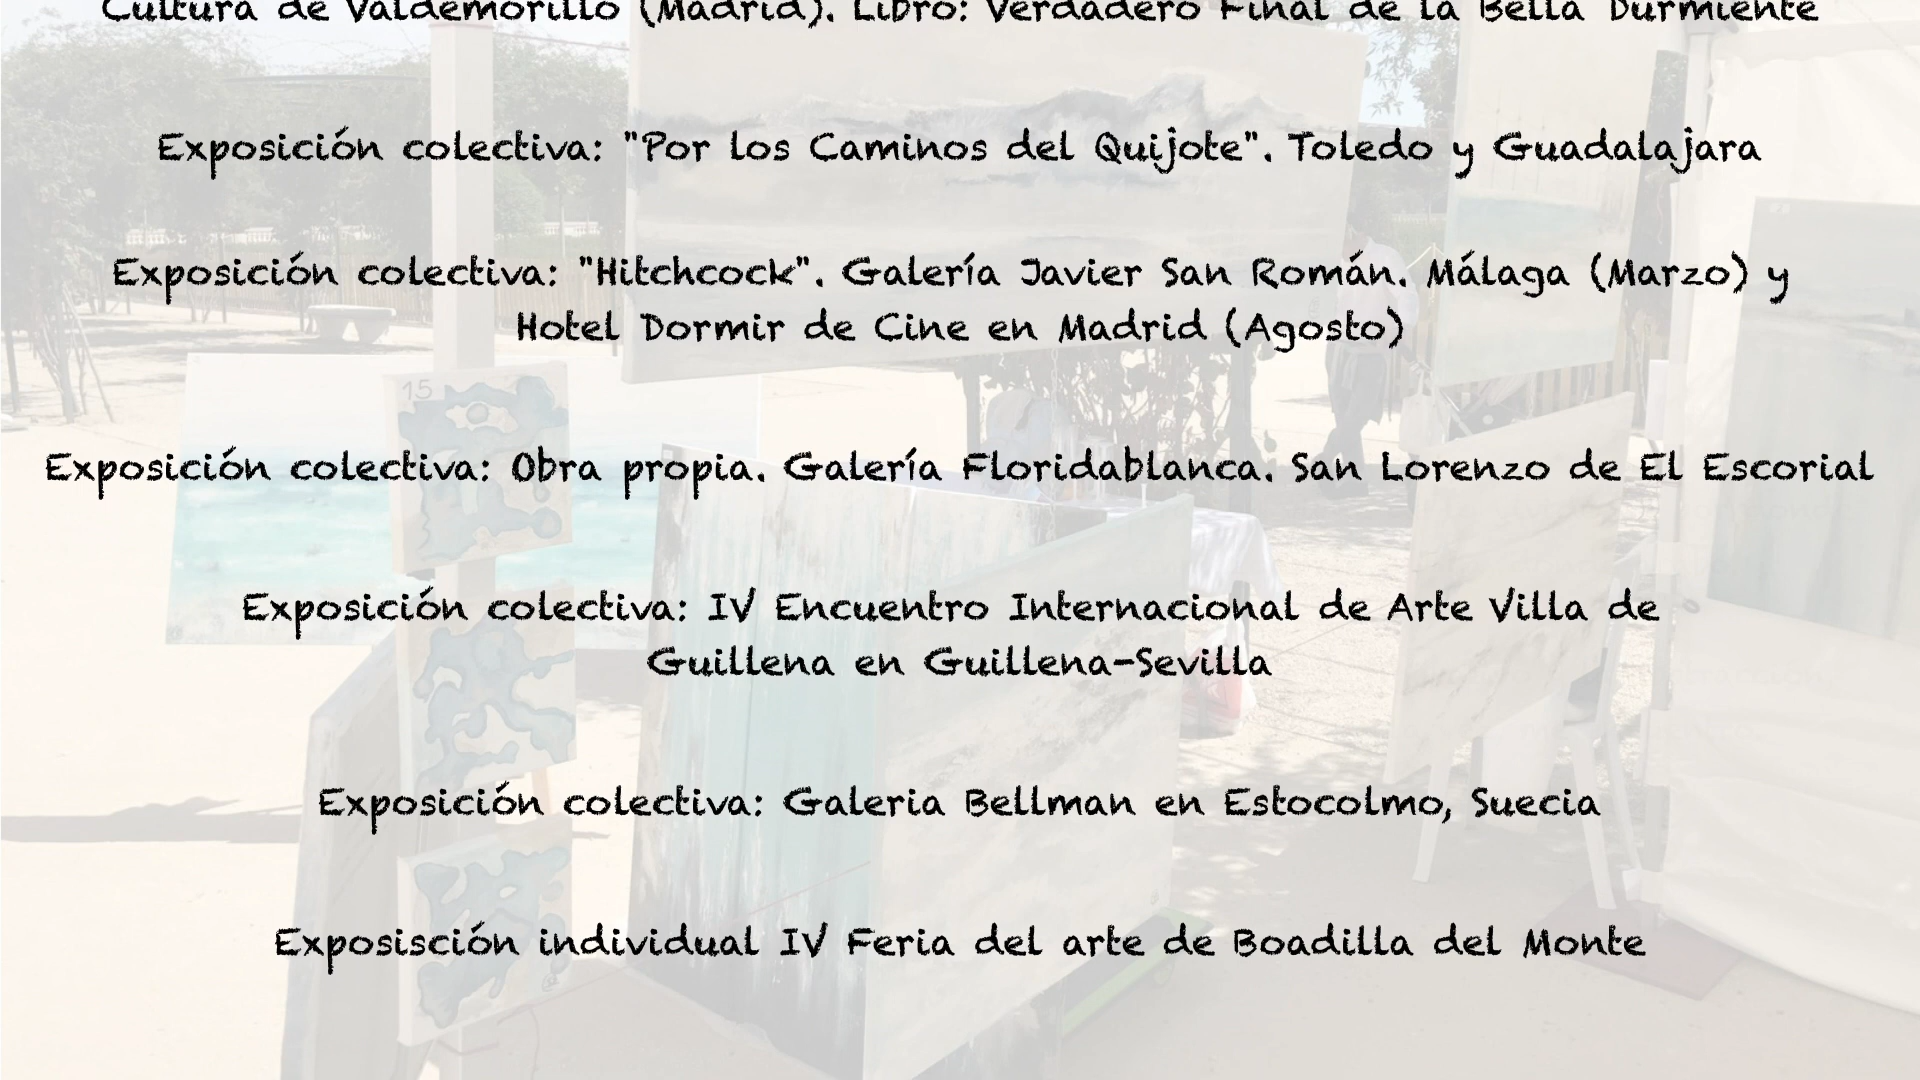 Cultura de Valdemorillo (Madrid). Libro: Verdadero Final de la Bella Durmiente
Exposición colectiva: "Por los Caminos del Quijote". Toledo y Guadalajara
Exposición colectiva: "Hitchcock". Galería Javier San Román. Málaga (Marzo) y
Hotel Dormir de Cine en Madrid (Agosto)
15
Exposición colectiva: Obra propia. Galería Floridablanca. San Lorenzo de El Escorial
Exposición colectiva: IV Encuentro Internacional de Arte Villa de
Guillena en Guillena-Sevilla
Exposición colectiva: Galeria Bellman en Estocolmo, Suecia
Exposisción individual IV Feria del arte de Boadilla del Monte